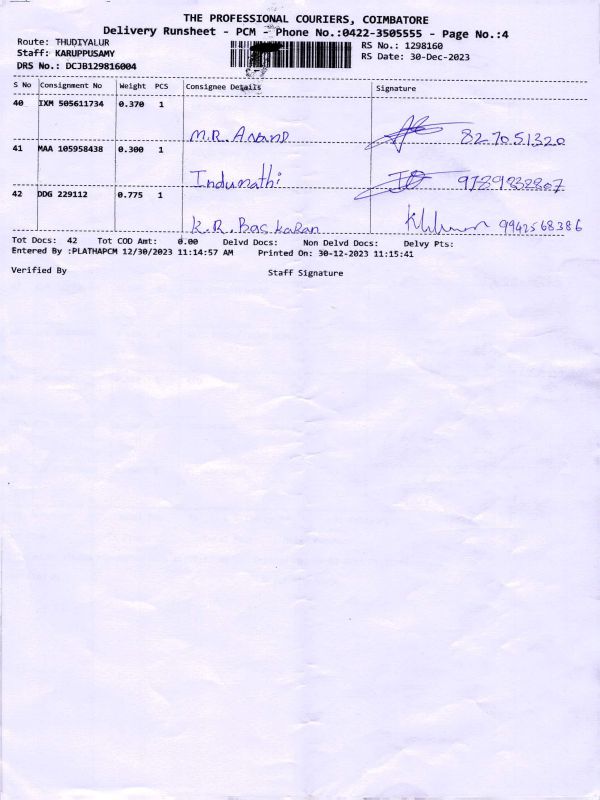 THE PROFESSIONAL COURIERS, COIMBATORE
Delivery Runsheet - PCM - Phone No.:0422-3505555 - Page No.:4
Route: THUDIYALUR RS No.: 1298160
Staff: KARUPPUSAMY RS Date: 30-Dec-2023
DRS No.: DCJB129816004
S No Consignment No Weight PCS Consignee Details Signature
40 IXM 505611734 0.370 1
M.R. Anand 827051320
41 MAA 105958438 0.300 1
Indumathi
42 DDG 229112 0.775 1
K.R. Baskaran 9942568386
Tot Docs: 42 Tot COD Amt: 0.00 Delvd Docs: Non Delvd Docs: Delvy Pts:
Entered By :PLATHAPCM 12/30/2023 11:14:57 AM Printed On: 30-12-2023 11:15:41
Verified By Staff Signature